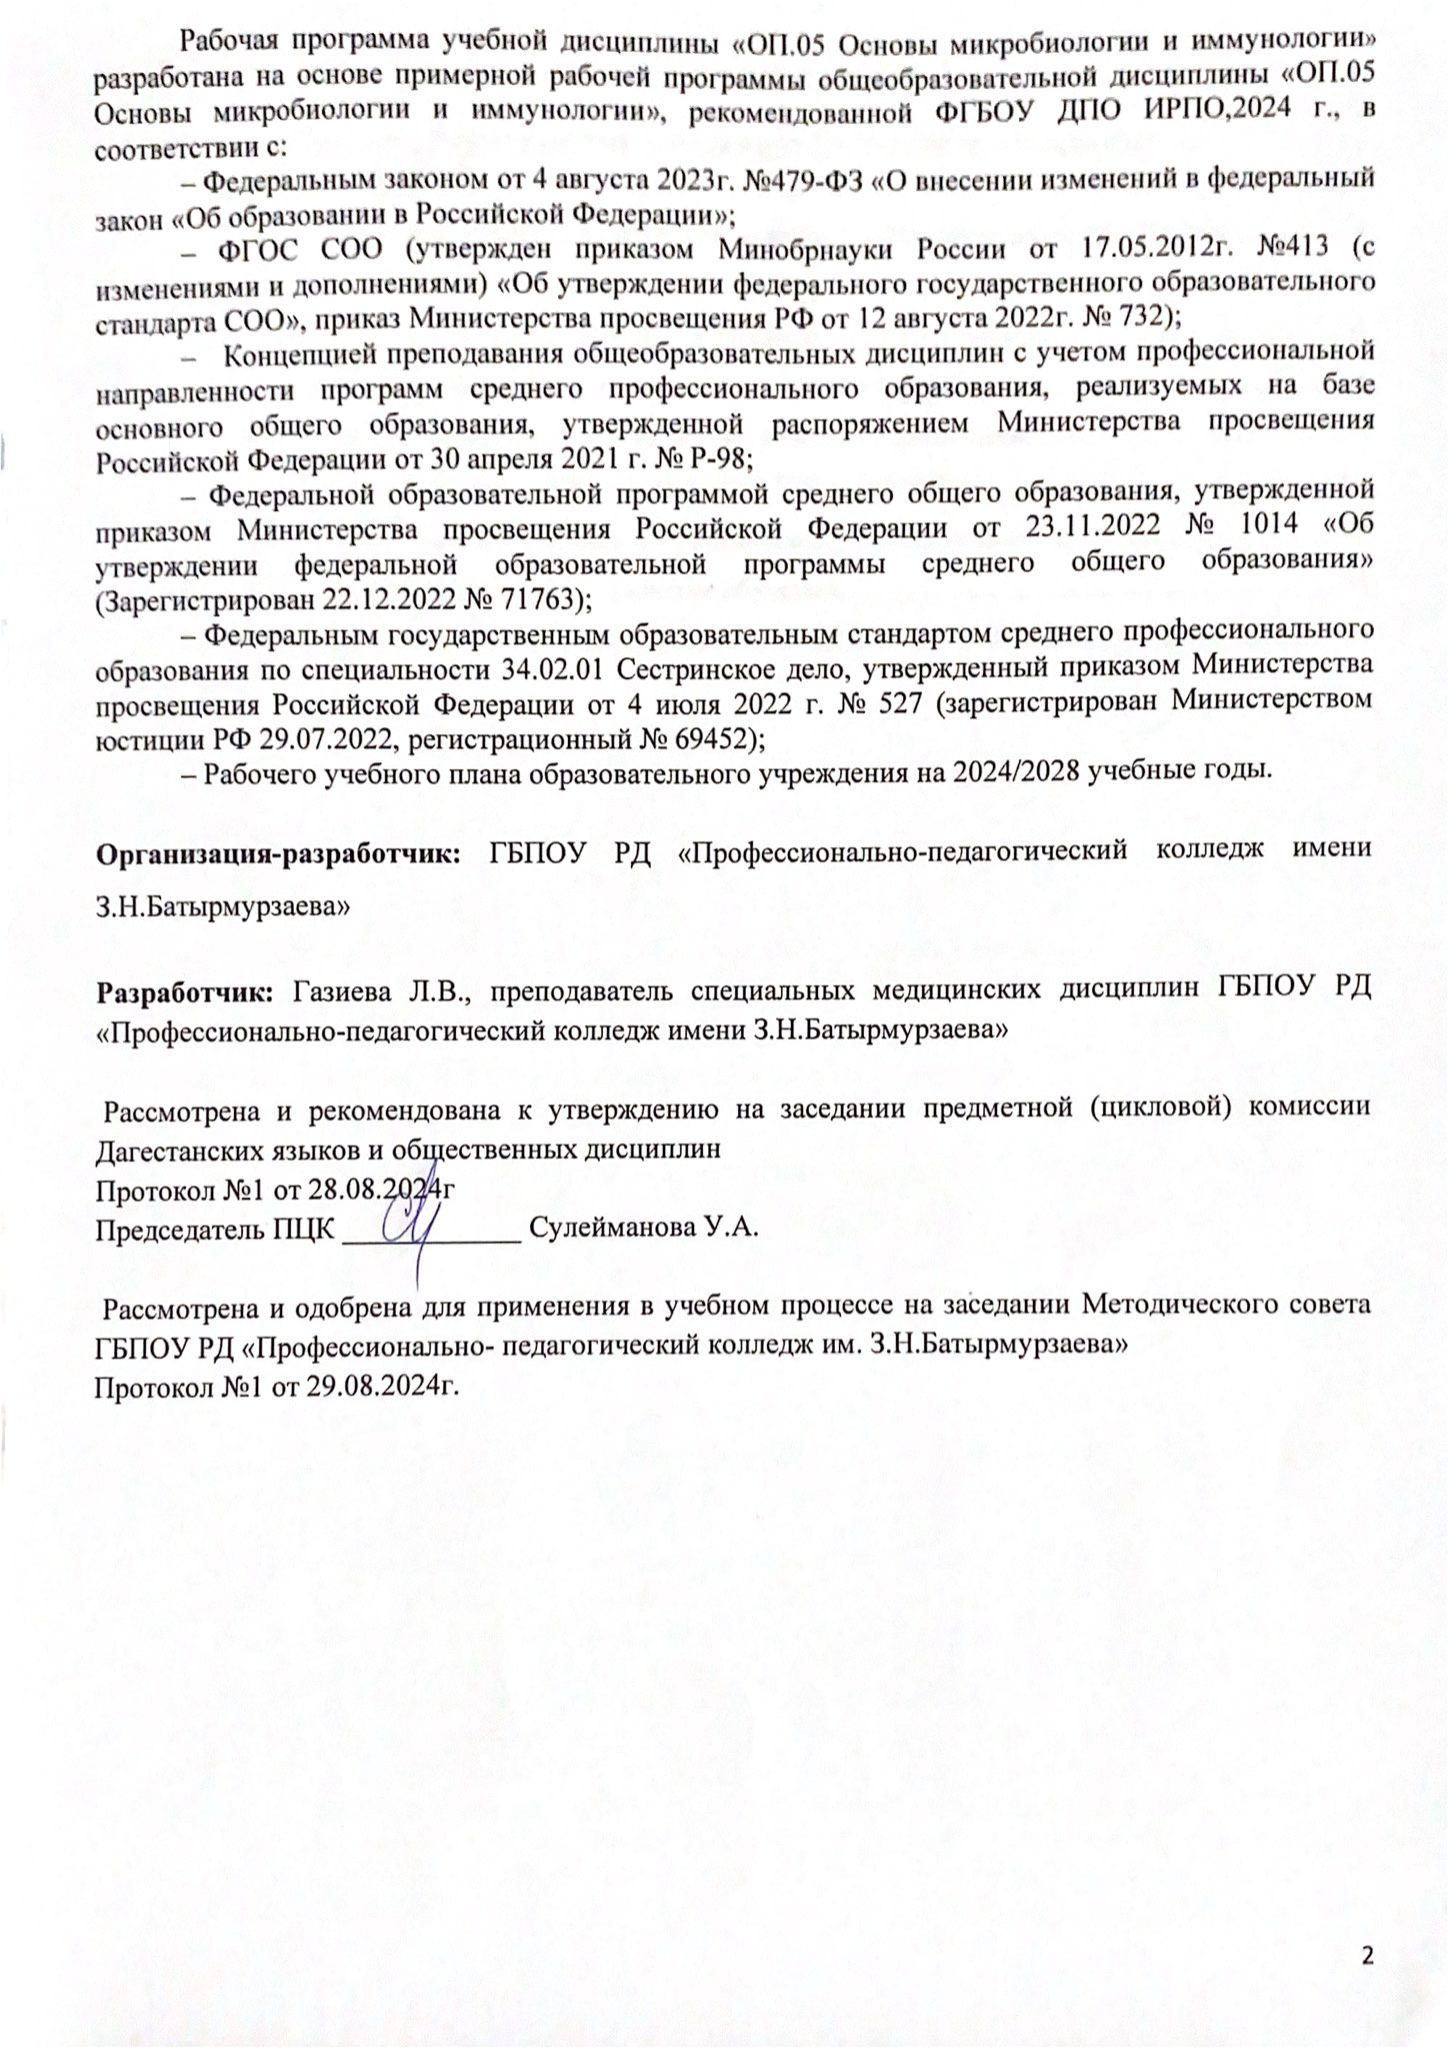 Рабочая программа учебной дисциплины «ОП.05 Основы микробиологии и иммунологии»
разработана на основе примерной рабочей программы общеобразовательной дисциплины «ОП.05
Основы микробиологии и иммунологии», рекомендованной ФГБОУ ДПО ИРПО,2024 г., в
соответствии с:
– Федеральным законом от 4 августа 2023г. №479-ФЗ «О внесении изменений в федеральный
закон «Об образовании в Российской Федерации»;
– ФГОС СОО (утвержден приказом Минобрнауки России от 17.05.2012г. №413 (с
изменениями и дополнениями) «Об утверждении федерального государственного образовательного
стандарта СОО», приказ Министерства просвещения РФ от 12 августа 2022г. № 732);
– Концепцией преподавания общеобразовательных дисциплин с учетом профессиональной
направленности программ среднего профессионального образования, реализуемых на базе
основного общего образования, утвержденной распоряжением Министерства просвещения
Российской Федерации от 30 апреля 2021 г. № Р-98;
– Федеральной образовательной программой среднего общего образования, утвержденной
приказом Министерства просвещения Российской Федерации от 23.11.2022 № 1014 «Об
утверждении федеральной образовательной программы среднего общего образования»
(Зарегистрирован 22.12.2022 № 71763);
– Федеральным государственным образовательным стандартом среднего профессионального
образования по специальности 34.02.01 Сестринское дело, утвержденный приказом Министерства
просвещения Российской Федерации от 4 июля 2022 г. № 527 (зарегистрирован Министерством
юстиции РФ 29.07.2022, регистрационный № 69452);
– Рабочего учебного плана образовательного учреждения на 2024/2028 учебные годы.
Организация-разработчик: ГБПОУ РД «Профессионально-педагогический колледж имени
З.Н.Батырмурзаева»
Разработчик: Газиева Л.В., преподаватель специальных медицинских дисциплин ГБПОУ РД
«Профессионально-педагогический колледж имени З.Н.Батырмурзаева»
Рассмотрена и рекомендована к утверждению на заседании предметной (цикловой) комиссии
Дагестанских языков и общественных дисциплин
Протокол №1 от 28.08.2024г
Председатель ПЦК _____________ Сулейманова У.А.
Рассмотрена и одобрена для применения в учебном процессе на заседании Методического совета
ГБПОУ РД «Профессионально- педагогический колледж им. З.Н.Батырмурзаева»
Протокол №1 от 29.08.2024г.
2